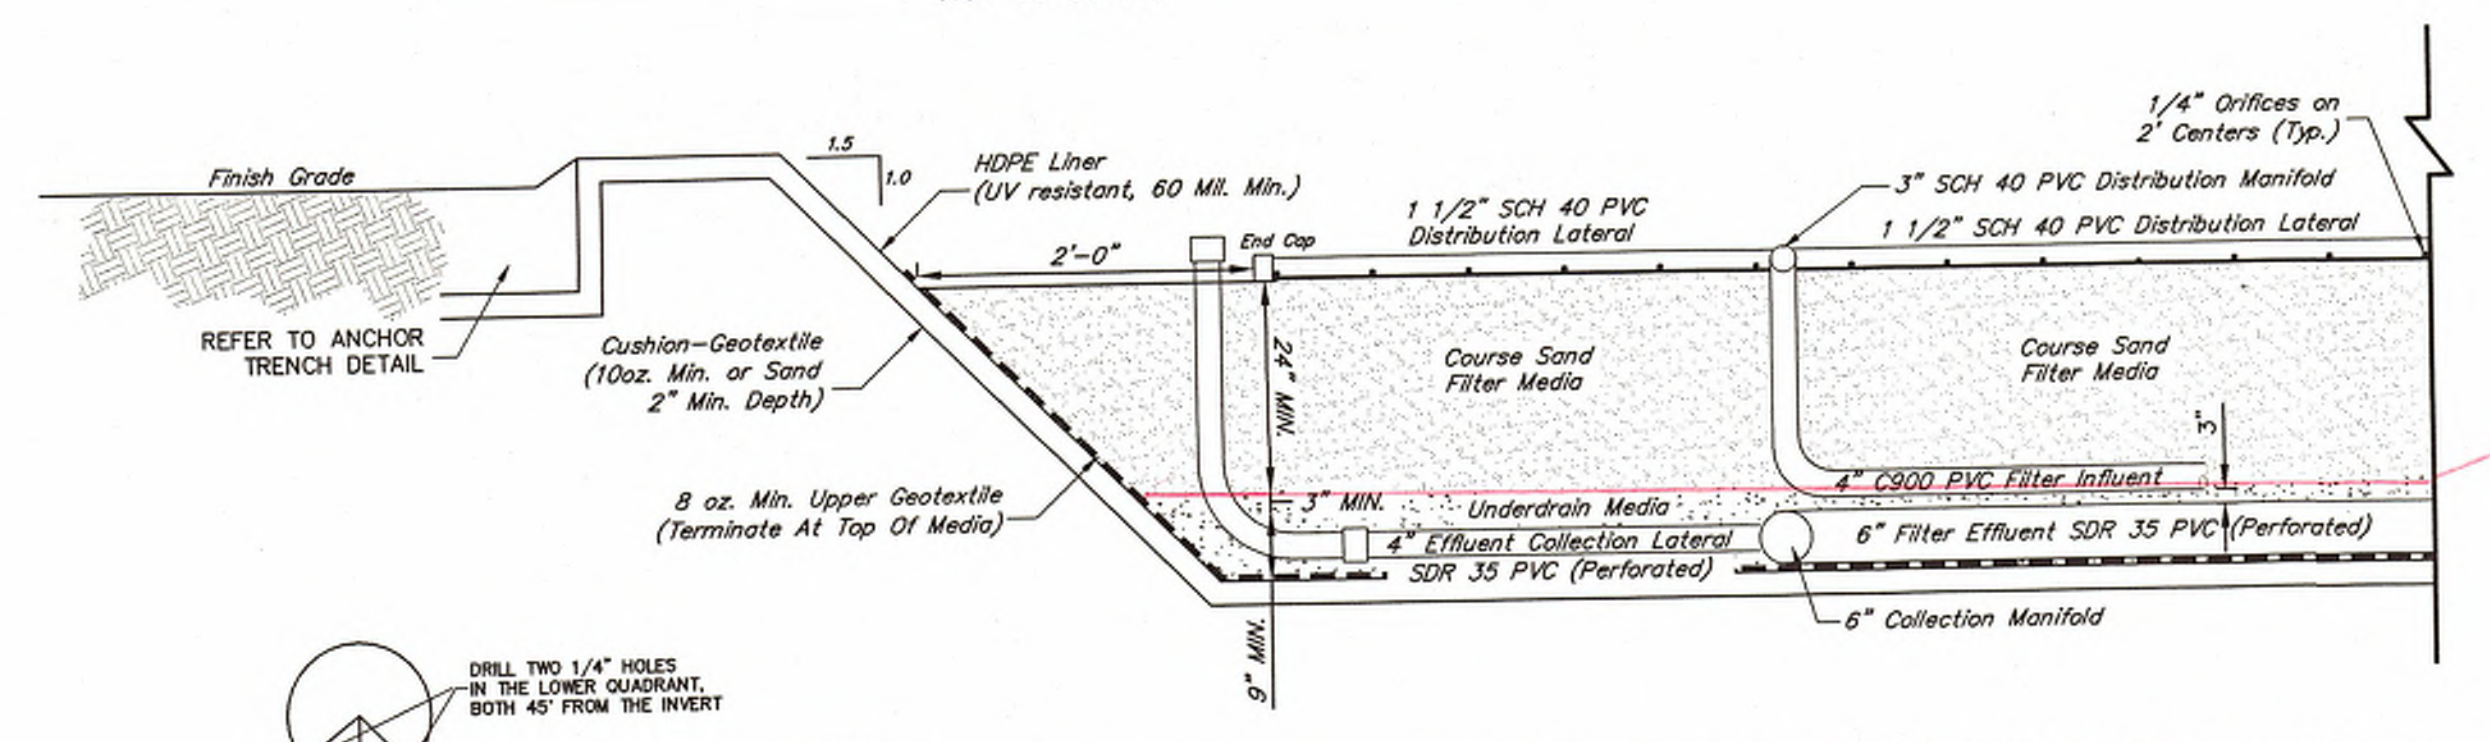 1/4" Orifices on
2' Centers (Typ.)
1.5
1.0
Finish Grade
HDPE Liner
(UV resistant, 60 Mil. Min.)
3" SCH 40 PVC Distribution Manifold
1 1/2" SCH 40 PVC
Distribution Lateral
1 1/2" SCH 40 PVC Distribution Lateral
2'-0"
End Cap
REFER TO ANCHOR
TRENCH DETAIL
Cushion-Geotextile
(10oz. Min. or Sand
2" Min. Depth)
24" MIN.
Course Sand
Filter Media
Course Sand
Filter Media
3"
4" C900 PVC Filter Influent
8 oz. Min. Upper Geotextile
(Terminate At Top Of Media)
3" MIN.
Underdrain Media
4" Effluent Collection Lateral
SDR 35 PVC (Perforated)
6" Filter Effluent SDR 35 PVC (Perforated)
6" Collection Manifold
6" MIN.
DRILL TWO 1/4" HOLES
IN THE LOWER QUADRANT,
BOTH 45° FROM THE INVERT